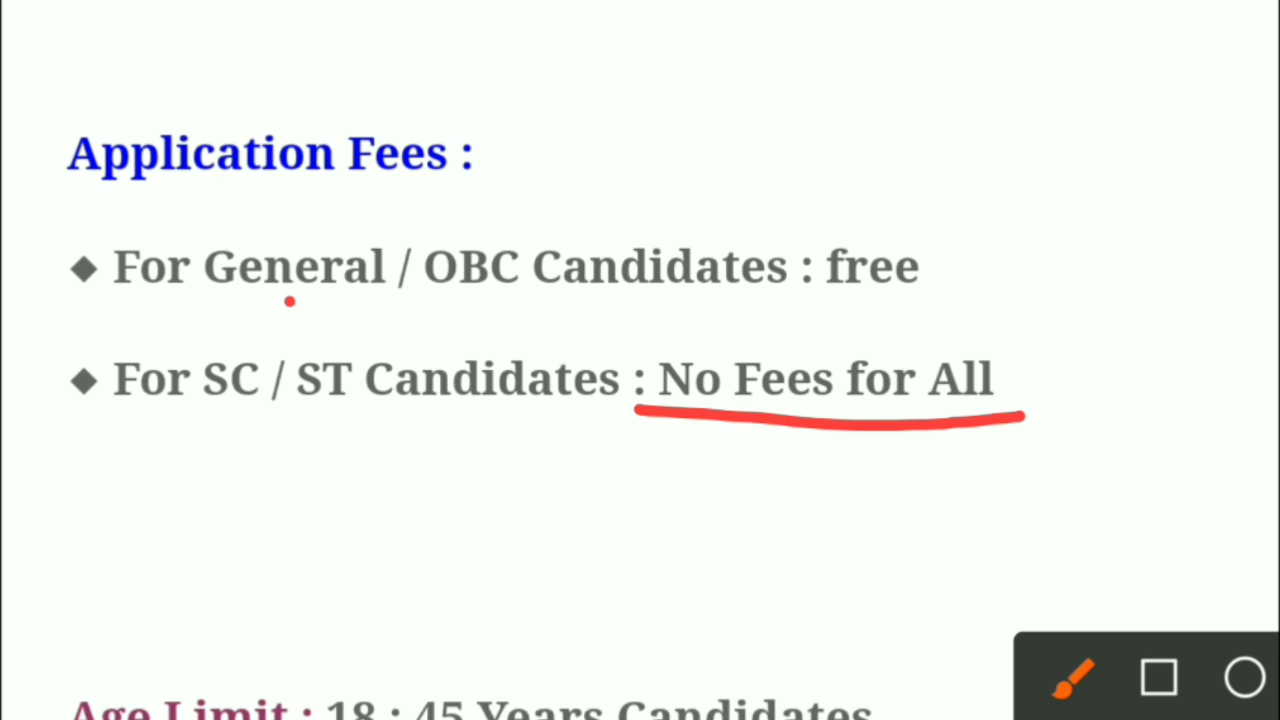 Application Fees :
◆ For General / OBC Candidates : free
◆ For SC / ST Candidates : No Fees for All
Age Limit : 18 : 45 Years Candidates